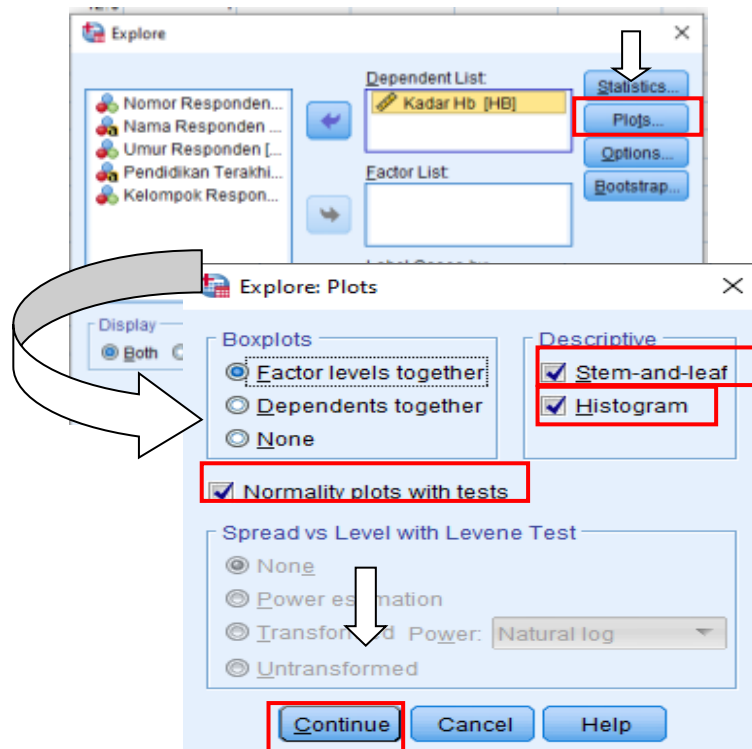 Explore
Dependent List:
Statistics...
Nomor Responden...
Kadar Hb [HB]
Nama Responden ...
Plots...
Umur Responden [...
Options...
Pendidikan Terakhi...
Factor List:
Kelompok Respon...
Bootstrap...
Display
Both
Explore: Plots
Boxplots
Descriptive
Factor levels together
Stem-and-leaf
Dependents together
Histogram
None
Normality plots with tests
Spread vs Level with Levene Test
None
Power estimation
Transformed Power: Natural log
Untransformed
Continue Cancel Help